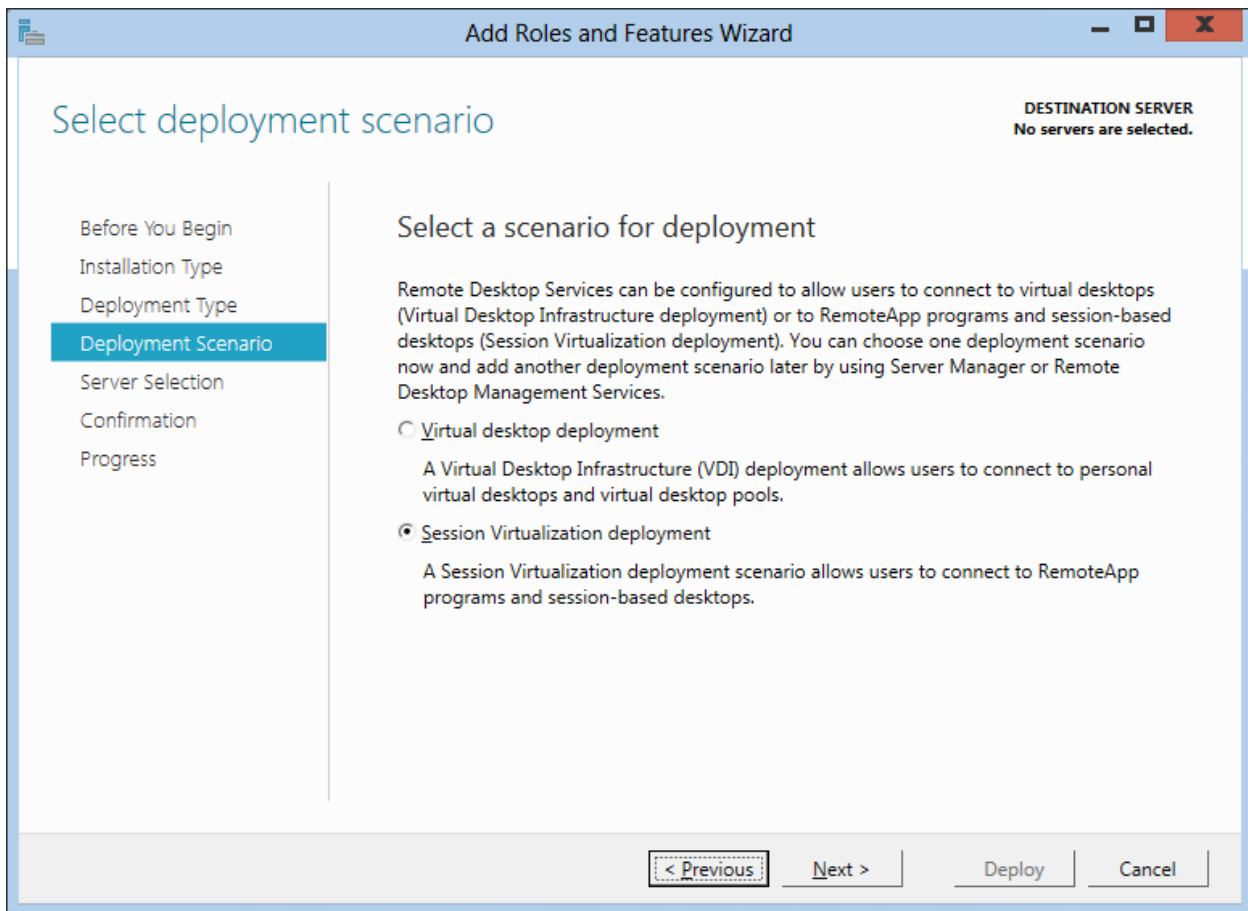 Add Roles and Features Wizard
X
Select deployment scenario
DESTINATION SERVER
No servers are selected.
Before You Begin
Installation Type
Deployment Type
Deployment Scenario
Server Selection
Confirmation
Progress
Select a scenario for deployment
Remote Desktop Services can be configured to allow users to connect to virtual desktops
(Virtual Desktop Infrastructure deployment) or to RemoteApp programs and session-based
desktops (Session Virtualization deployment). You can choose one deployment scenario
now and add another deployment scenario later by using Server Manager or Remote
Desktop Management Services.
Virtual desktop deployment
A Virtual Desktop Infrastructure (VDI) deployment allows users to connect to personal
virtual desktops and virtual desktop pools.
Session Virtualization deployment
A Session Virtualization deployment scenario allows users to connect to RemoteApp
programs and session-based desktops.
< Previous
Next >
Deploy
Cancel